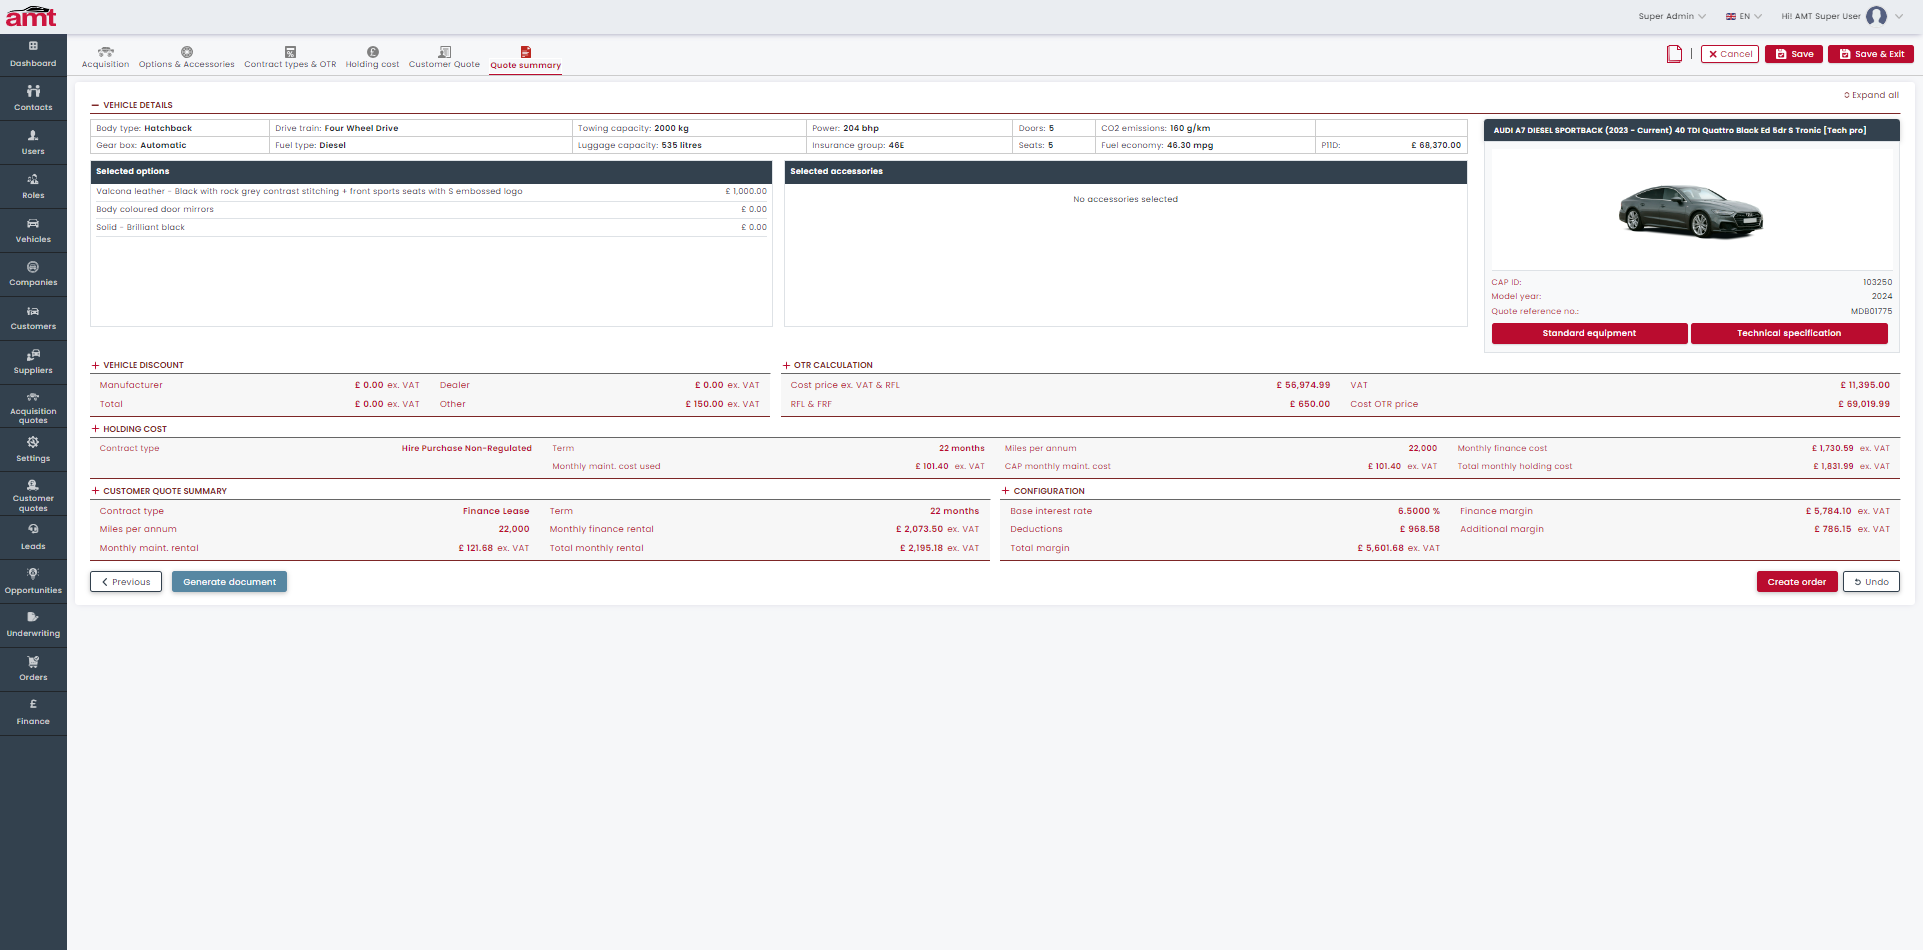 amt
Super Admin
EN
Hi! AMT Super User
Dashboard
Contacts
Users
Roles
Vehicles
Companies
Customers
Suppliers
Acquisition
quotes
Settings
Customer
quotes
Leads
Opportunities
Underwriting
Orders
Finance
Acquisition
Options & Accessories
Contract types & OTR
Holding cost
Customer Quote
Quote summary
Cancel
Save
Save & Exit
Expand all
VEHICLE DETAILS
Body type: Hatchback
Drive train: Four Wheel Drive
Towing capacity: 2000 kg
Power: 204 bhp
Doors: 5
CO2 emissions: 160 g/km
Gear box: Automatic
Fuel type: Diesel
Luggage capacity: 535 litres
Insurance group: 46E
Seats: 5
Fuel economy: 46.30 mpg
P11D: £ 68,370.00
Selected options
Valcona leather - Black with rock grey contrast stitching + front sports seats with S embossed logo £ 1,000.00
Body coloured door mirrors £ 0.00
Solid - Brilliant black £ 0.00
Selected accessories
No accessories selected
AUDI A7 DIESEL SPORTBACK (2023 - Current) 40 TDI Quattro Black Ed 5dr S Tronic [Tech pro]
CAP ID: 103250
Model year: 2024
Quote reference no.: MDB01775
Standard equipment
Technical specification
VEHICLE DISCOUNT
Manufacturer £ 0.00 ex. VAT Dealer £ 0.00 ex. VAT
Total £ 0.00 ex. VAT Other £ 150.00 ex. VAT
OTR CALCULATION
Cost price ex. VAT & RFL £ 56,974.99 VAT £ 11,395.00
RFL & FRF £ 650.00 Cost OTR price £ 69,019.99
HOLDING COST
Contract type Hire Purchase Non-Regulated Term 22 months Miles per annum 22,000 Monthly finance cost £ 1,730.59 ex. VAT
Monthly maint. cost used £ 101.40 ex. VAT CAP monthly maint. cost £ 101.40 ex. VAT Total monthly holding cost £ 1,831.99 ex. VAT
CUSTOMER QUOTE SUMMARY
Contract type Finance Lease Term 22 months
Miles per annum 22,000 Monthly finance rental £ 2,073.50 ex. VAT
Monthly maint. rental £ 121.68 ex. VAT Total monthly rental £ 2,195.18 ex. VAT
CONFIGURATION
Base interest rate 6.5000 % Finance margin £ 5,784.10 ex. VAT
Deductions £ 968.58 Additional margin £ 786.15 ex. VAT
Total margin £ 5,601.68 ex. VAT
Previous
Generate document
Create order
Undo